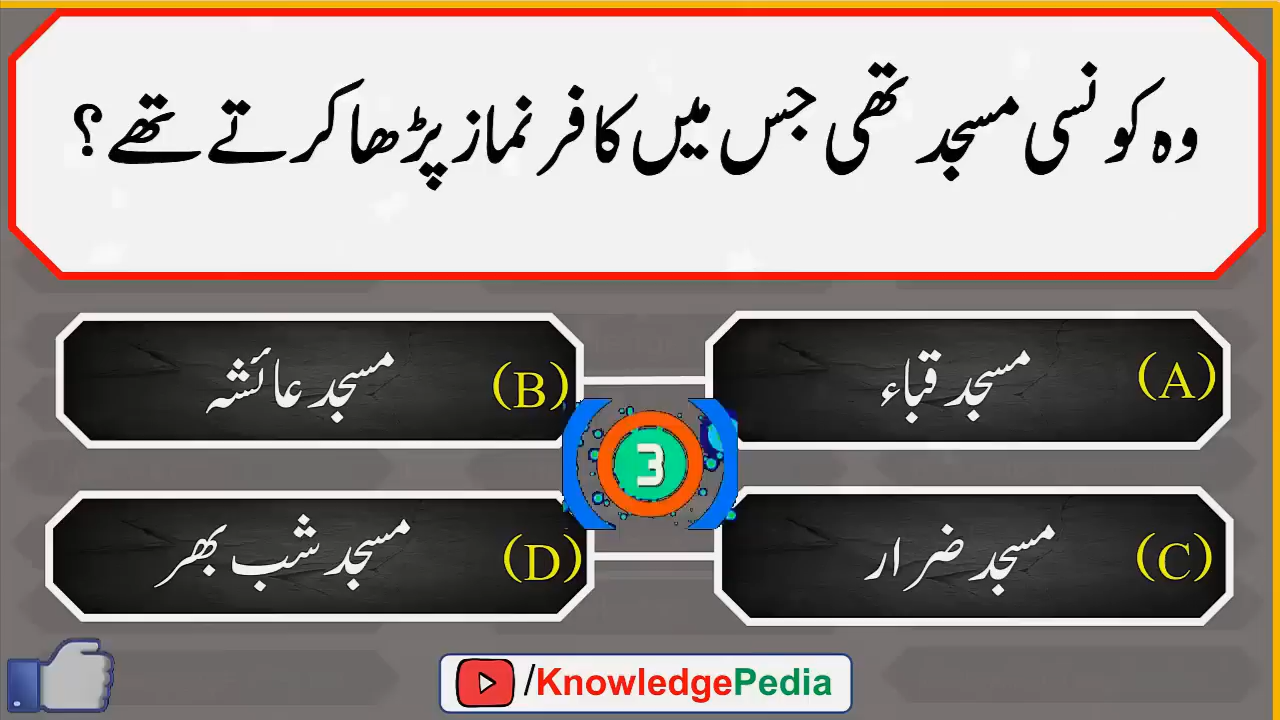 وہ کونسی مسجد تھی جس میں کافر نماز پڑھا کرتے تھے؟
(A) مسجد قباء
(B) مسجد عائشہ
3
(C) مسجد ضرار
(D) مسجد شب بھر
/KnowledgePedia